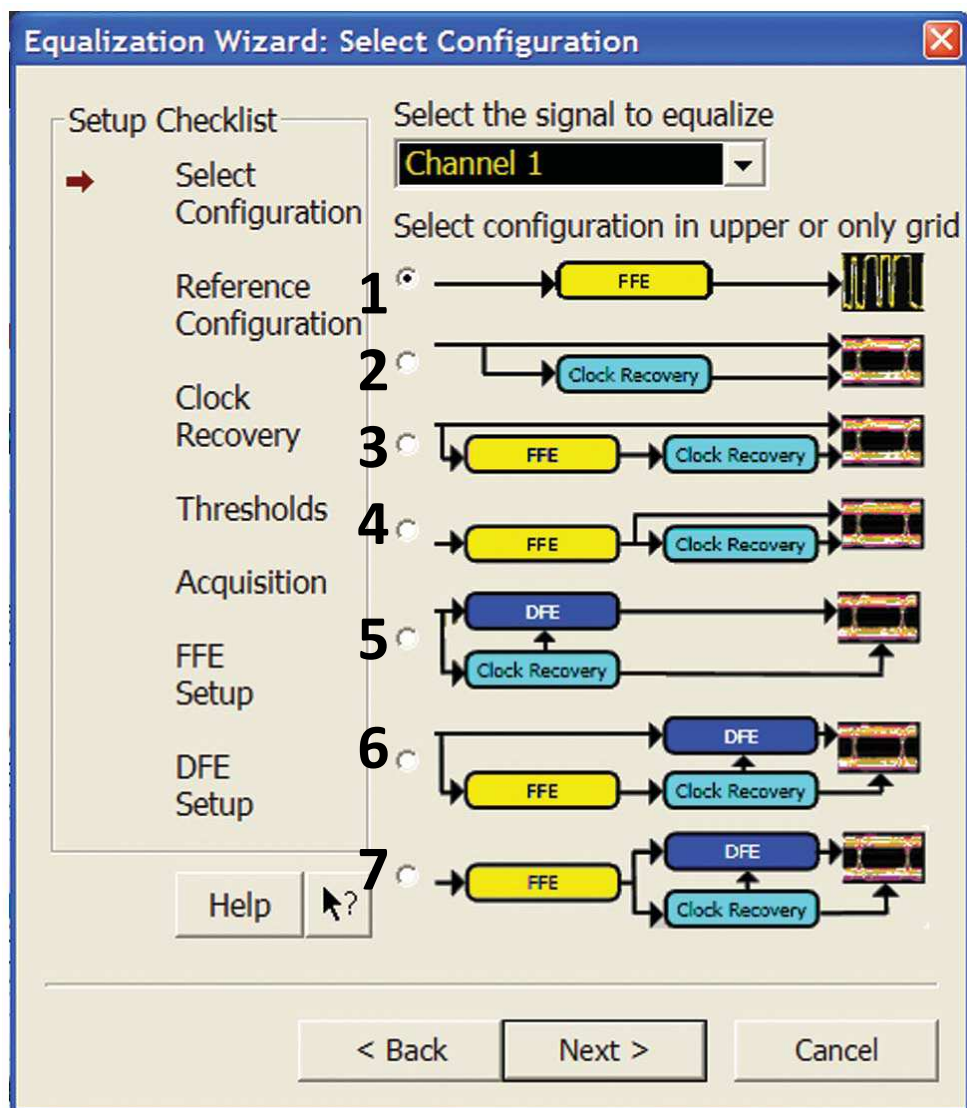 Equalization Wizard: Select Configuration
Setup Checklist
Select
Configuration
Reference
Configuration
Clock
Recovery
Thresholds
Acquisition
FFE
Setup
DFE
Setup
Help
?
Select the signal to equalize
Channel 1
Select configuration in upper or only grid
1
FFE
2
Clock Recovery
3
FFE
Clock Recovery
4
FFE
Clock Recovery
5
DFE
Clock Recovery
6
DFE
FFE
Clock Recovery
7
DFE
FFE
Clock Recovery
< Back
Next >
Cancel